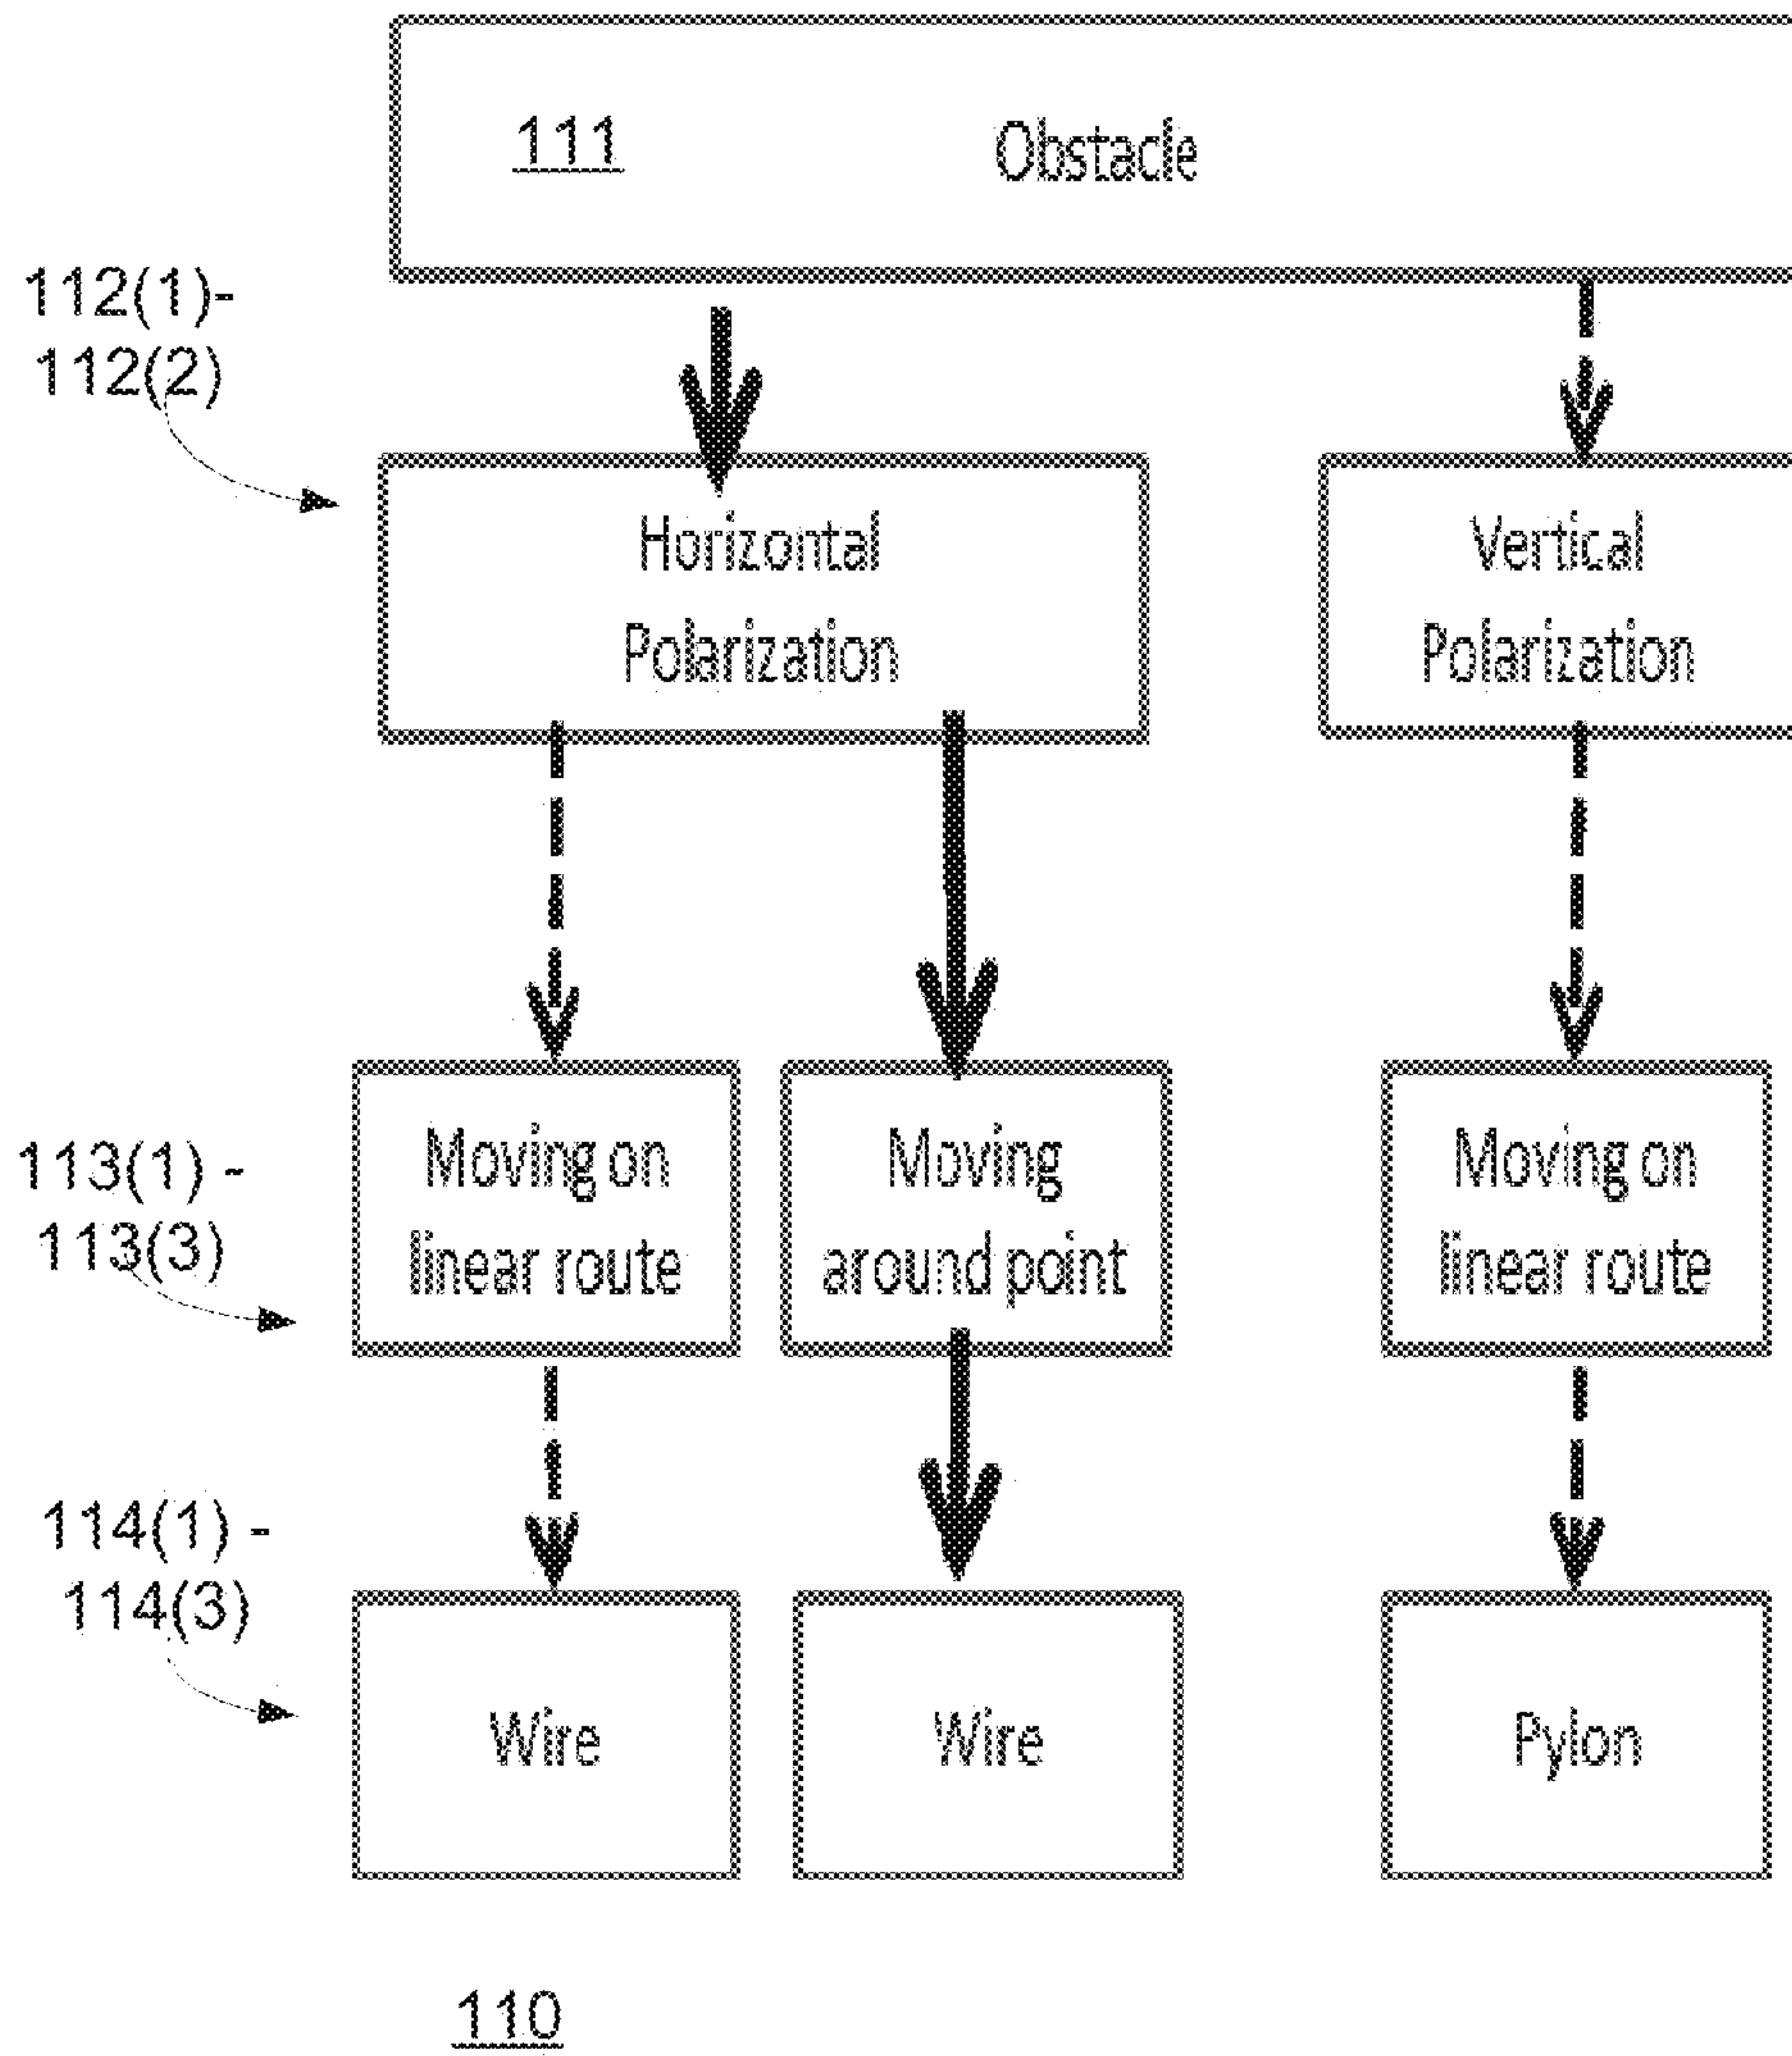 111 Obstacle
112(1)-
112(2)
Horizontal
Polarization
Vertical
Polarization
113(1) -
113(3)
Moving on
linear route
Moving
around point
Moving on
linear route
114(1) -
114(3)
Wire
Wire
Pylon
110